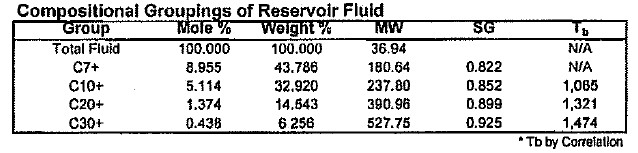 Compositional Groupings of Reservoir Fluid
Group Mole % Weight % MW SG Tb
Total Fluid 100.000 100.000 36.94 N/A
C7+ 8.955 43.786 180.64 0.822 N/A
C10+ 5.114 32.920 237.80 0.852 1,065
C20+ 1.374 14.543 390.96 0.899 1,321
C30+ 0.438 6.256 527.75 0.925 1,474
* Tb by Correlation